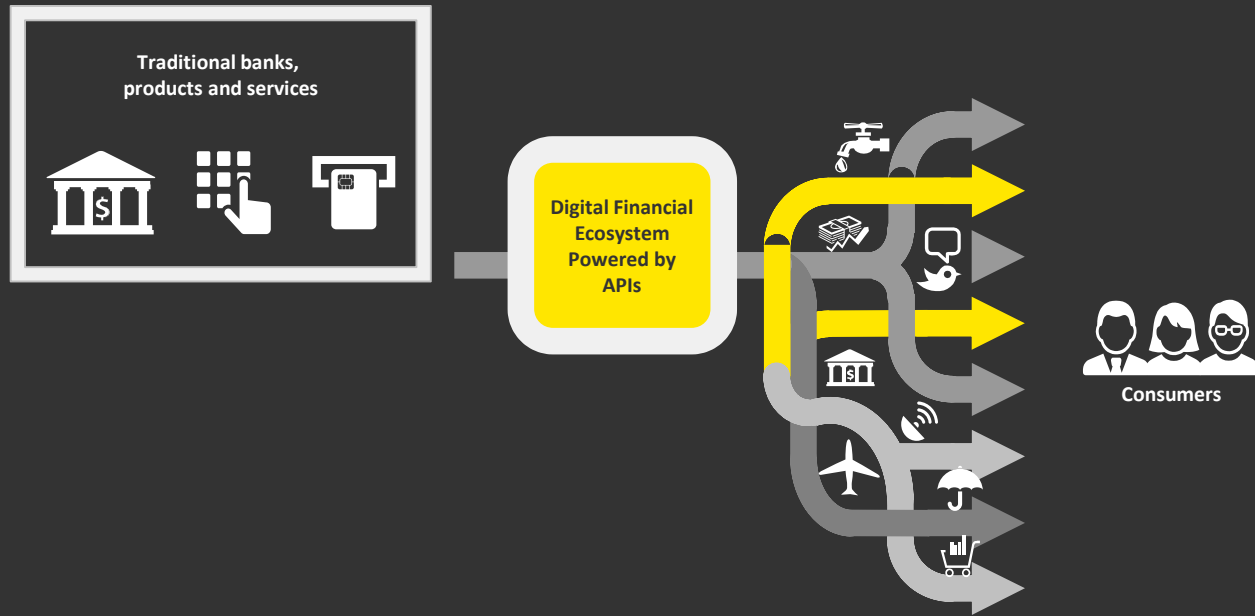 Traditional banks,
products and services
$
Digital Financial
Ecosystem
Powered by
APIs
$
Consumers